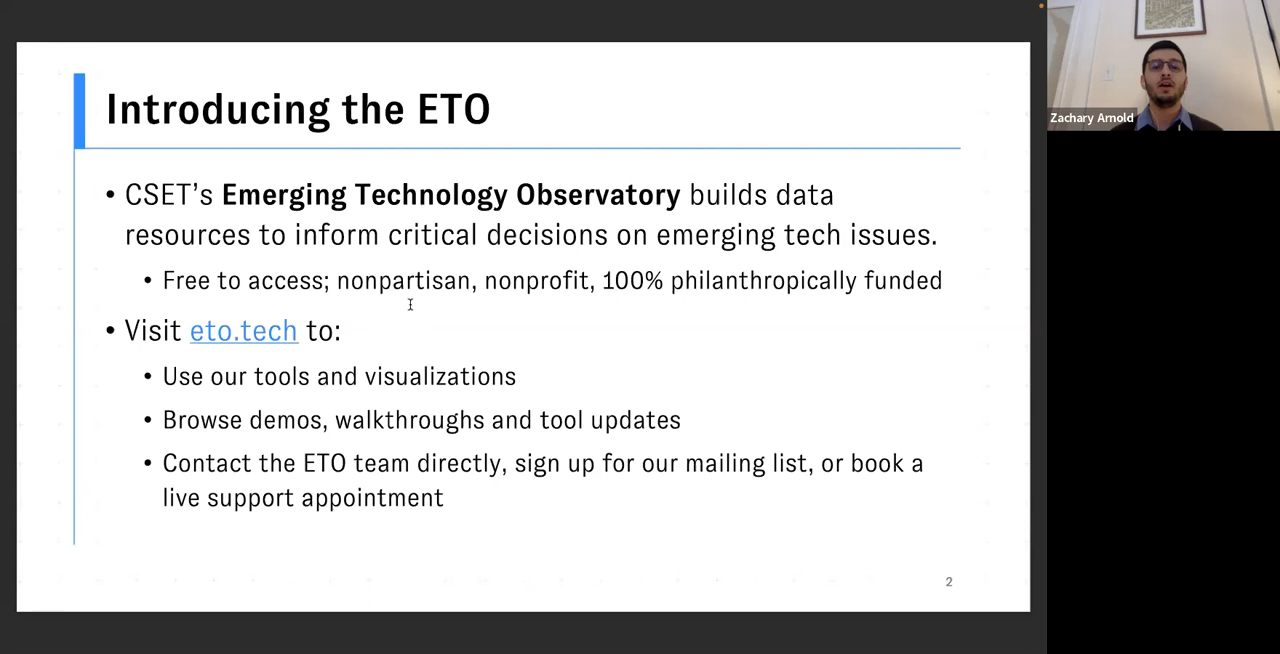 Introducing the ETO
• CSET’s Emerging Technology Observatory builds data
resources to inform critical decisions on emerging tech issues.
• Free to access; nonpartisan, nonprofit, 100% philanthropically funded
• Visit eto.tech to:
• Use our tools and visualizations
• Browse demos, walkthroughs and tool updates
• Contact the ETO team directly, sign up for our mailing list, or book a
live support appointment
2
Zachary Arnold